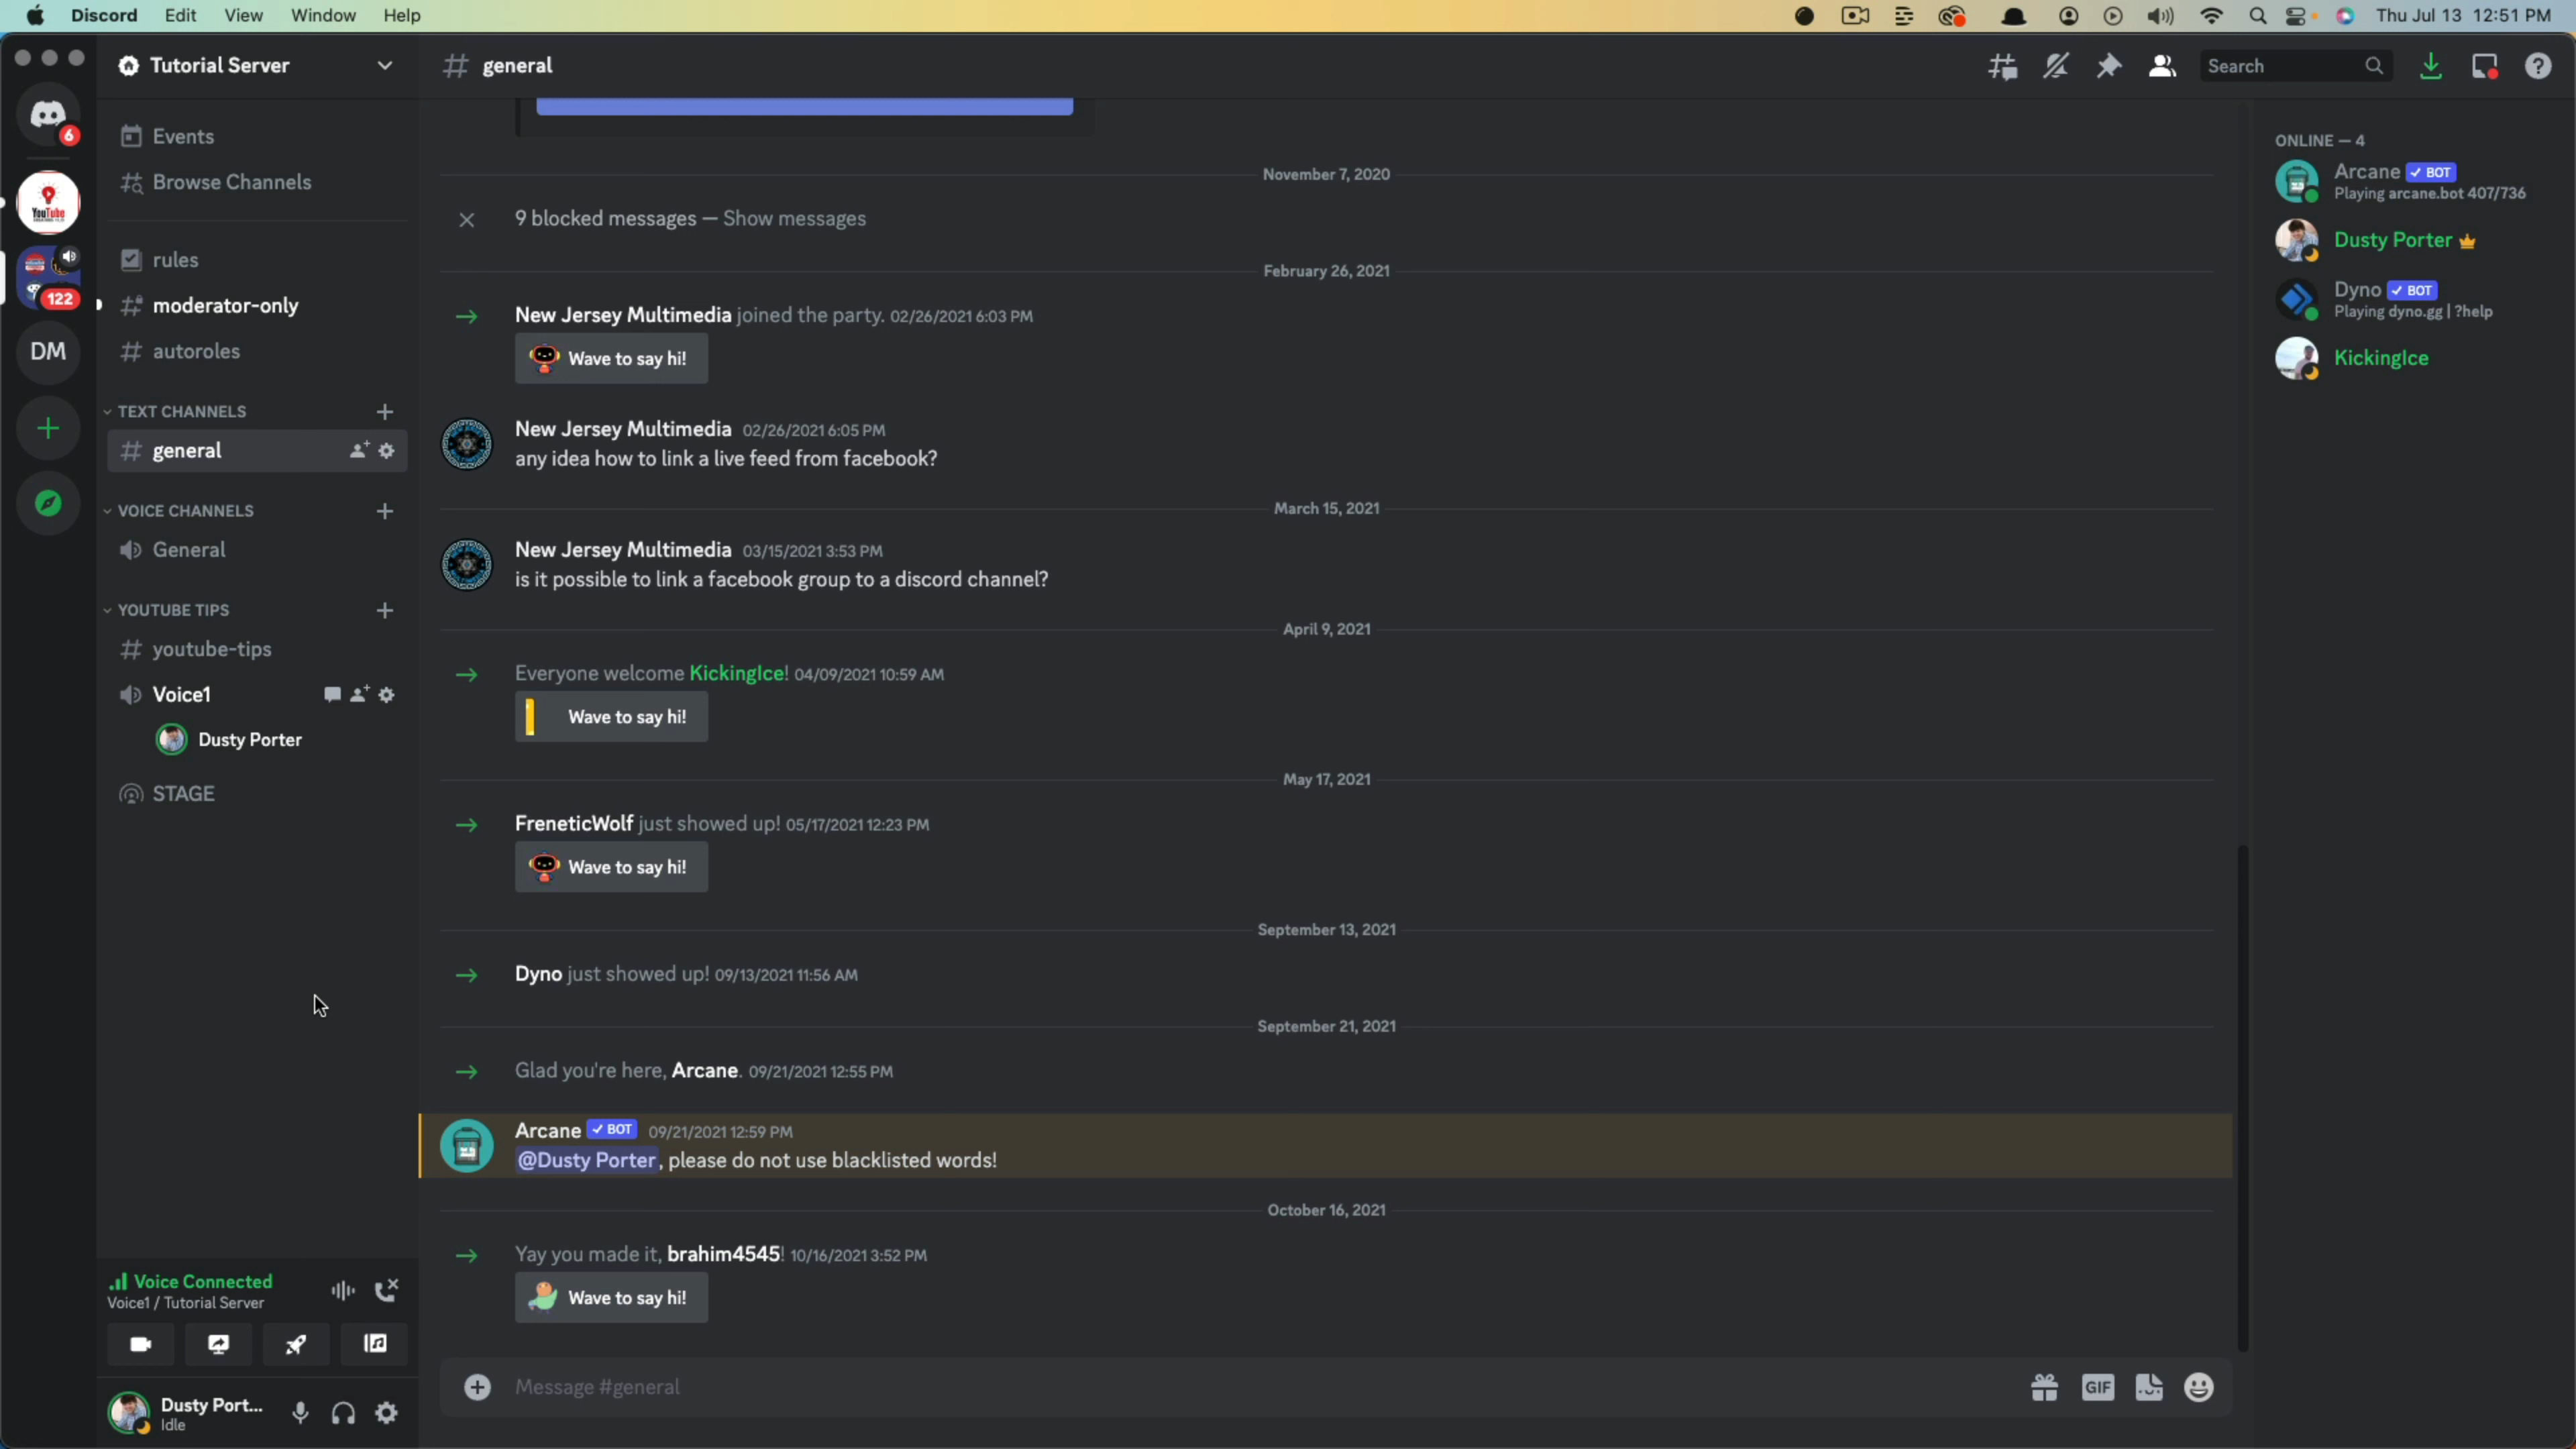 Discord Edit View Window Help
Thu Jul 13 12:51 PM
6
YouTube
122
DM
Tutorial Server
Events
Browse Channels
rules
moderator-only
autoroles
TEXT CHANNELS
general
VOICE CHANNELS
General
YOUTUBE TIPS
youtube-tips
Voice1
Dusty Porter
STAGE
Voice Connected
Voice1 / Tutorial Server
Dusty Port...
Idle
general
Search
November 7, 2020
9 blocked messages — Show messages
February 26, 2021
New Jersey Multimedia joined the party. 02/26/2021 6:03 PM
Wave to say hi!
New Jersey Multimedia 02/26/2021 6:05 PM
any idea how to link a live feed from facebook?
March 15, 2021
New Jersey Multimedia 03/15/2021 3:53 PM
is it possible to link a facebook group to a discord channel?
April 9, 2021
Everyone welcome KickingIce! 04/09/2021 10:59 AM
Wave to say hi!
May 17, 2021
FreneticWolf just showed up! 05/17/2021 12:23 PM
Wave to say hi!
September 13, 2021
Dyno just showed up! 09/13/2021 11:56 AM
September 21, 2021
Glad you're here, Arcane. 09/21/2021 12:55 PM
Arcane ✓ BOT 09/21/2021 12:59 PM
@Dusty Porter, please do not use blacklisted words!
October 16, 2021
Yay you made it, brahim4545! 10/16/2021 3:52 PM
Wave to say hi!
Message #general
GIF
ONLINE — 4
Arcane ✓ BOT
Playing arcane.bot 407/736
Dusty Porter
Dyno ✓ BOT
Playing dyno.gg | ?help
KickingIce